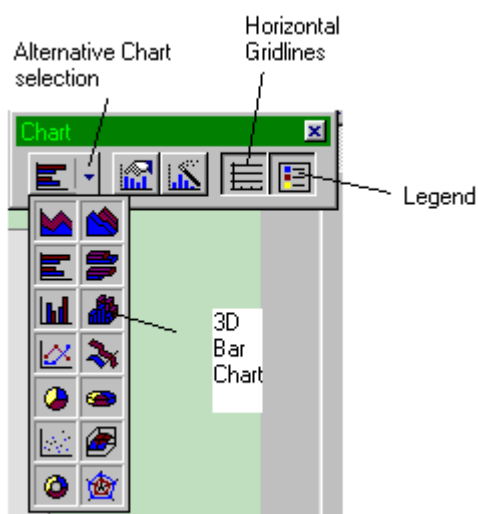 Horizontal
Gridlines
Alternative Chart
selection
Chart
Legend
3D
Bar
Chart